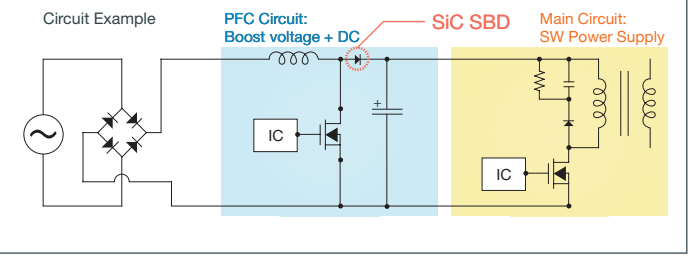 Circuit Example
PFC Circuit:
Boost voltage + DC
SiC SBD
Main Circuit:
SW Power Supply
+
IC
IC